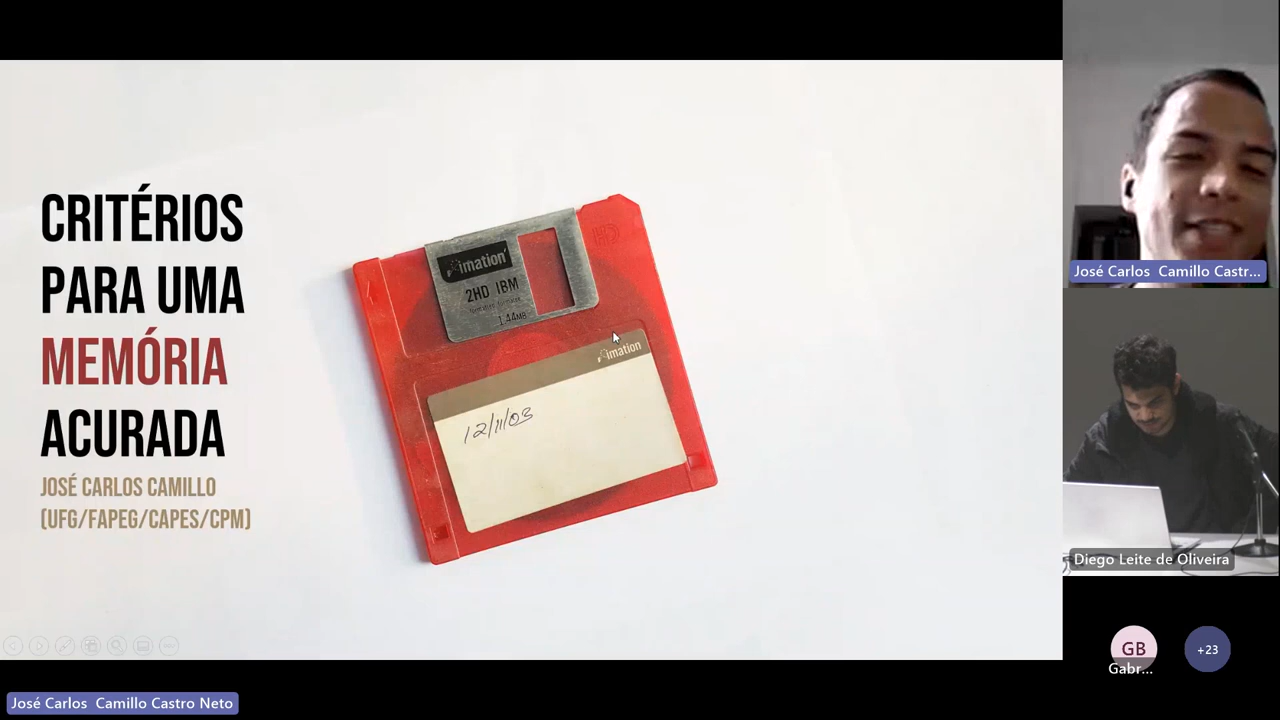 CRITÉRIOS
PARA UMA
MEMÓRIA
ACURADA
JOSÉ CARLOS CAMILLO
(UFG/FAPEG/CAPES/CPM)
imation
2HD IBM
1.44MB
HD
imation
12/11/03
José Carlos Camillo Castr...
Diego Leite de Oliveira
GB
Gabr...
+23
José Carlos Camillo Castro Neto